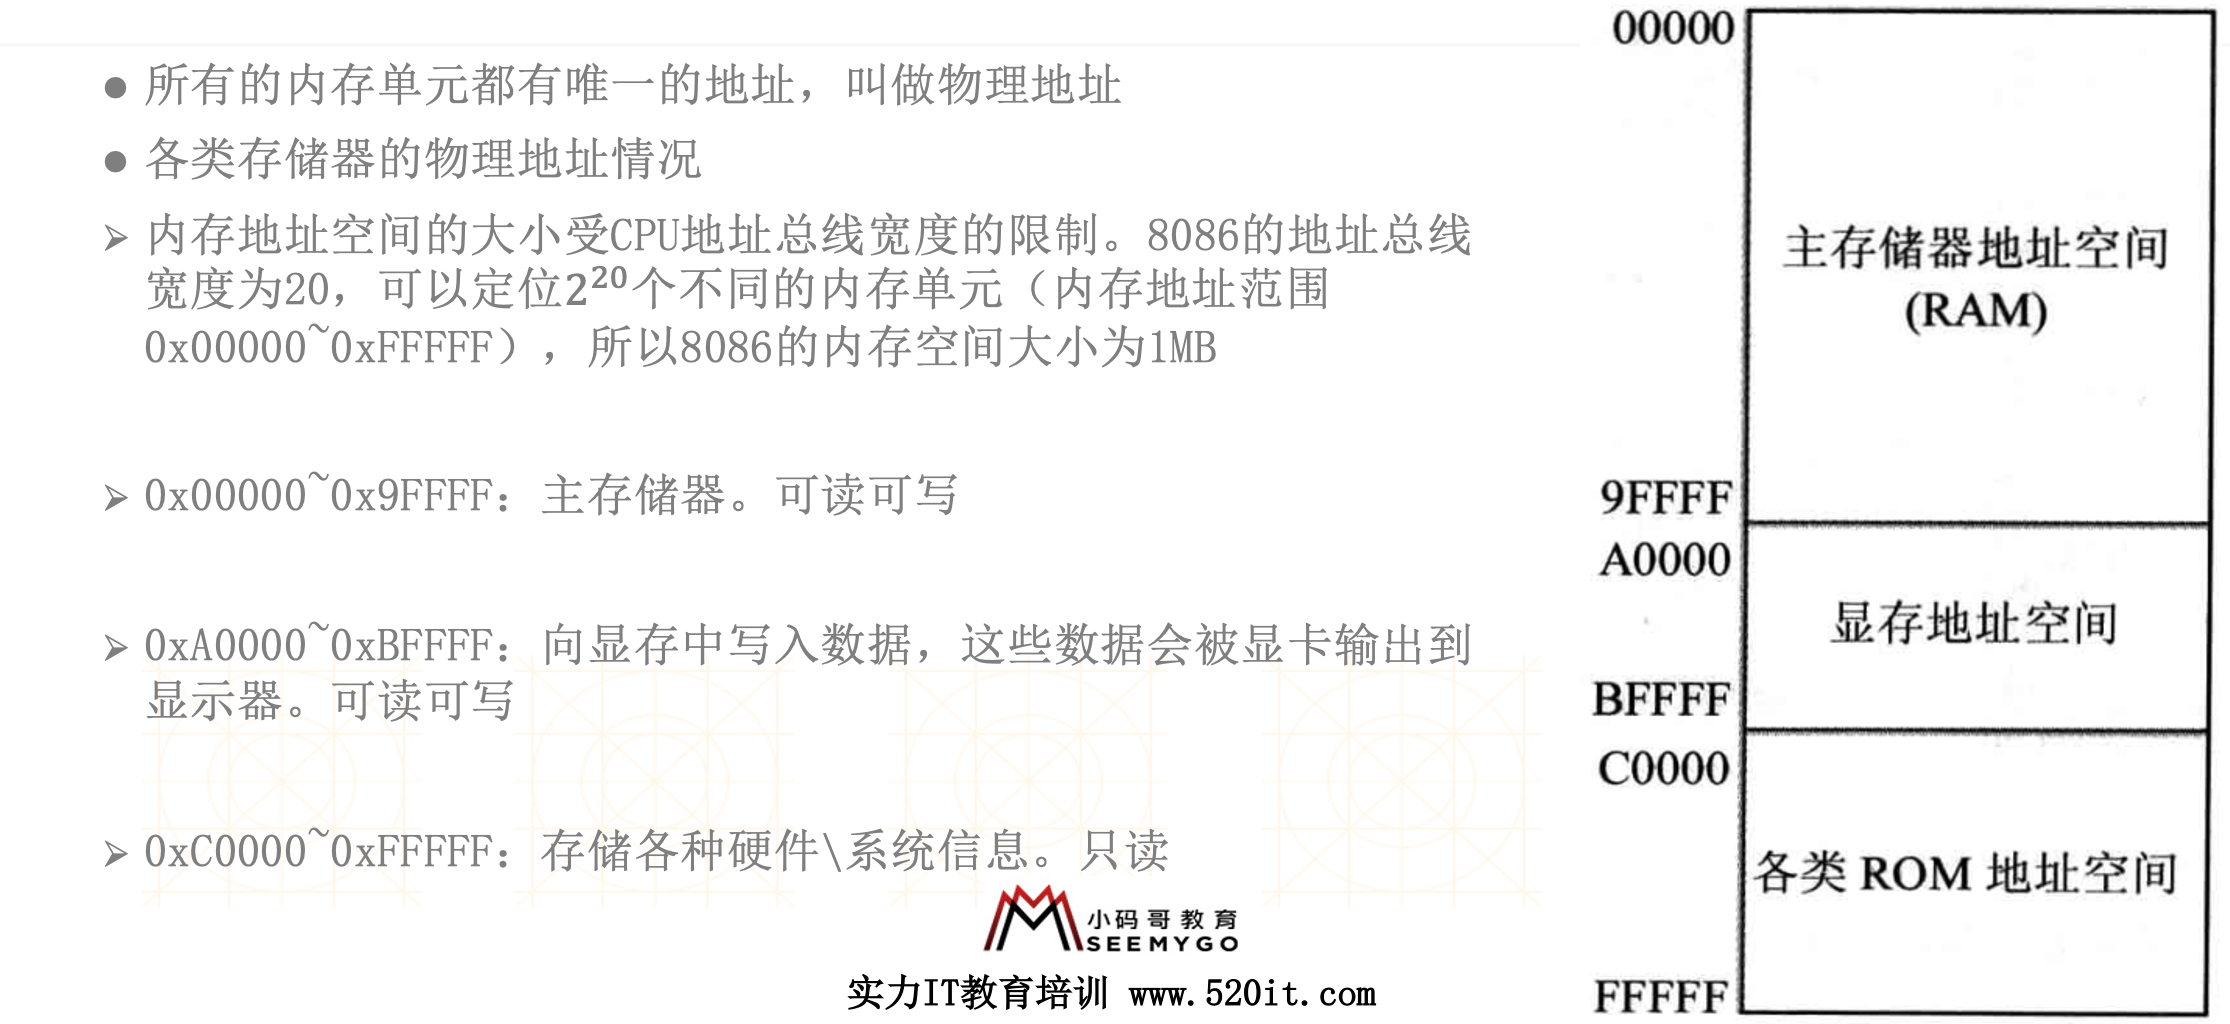 ● 所有的内存单元都有唯一的地址，叫做物理地址
● 各类存储器的物理地址情况
➢ 内存地址空间的大小受CPU地址总线宽度的限制。8086的地址总线
宽度为20，可以定位2²⁰个不同的内存单元（内存地址范围
0x00000~0xFFFFF），所以8086的内存空间大小为1MB
➢ 0x00000~0x9FFFF：主存储器。可读可写
➢ 0xA0000~0xBFFFF：向显存中写入数据，这些数据会被显卡输出到
显示器。可读可写
➢ 0xC0000~0xFFFFF：存储各种硬件\系统信息。只读
小码哥教育
SEEMYGO
实力IT教育培训 www.520it.com
00000
主存储器地址空间
(RAM)
9FFFF
A0000
显存地址空间
BFFFF
C0000
各类 ROM 地址空间
FFFFF